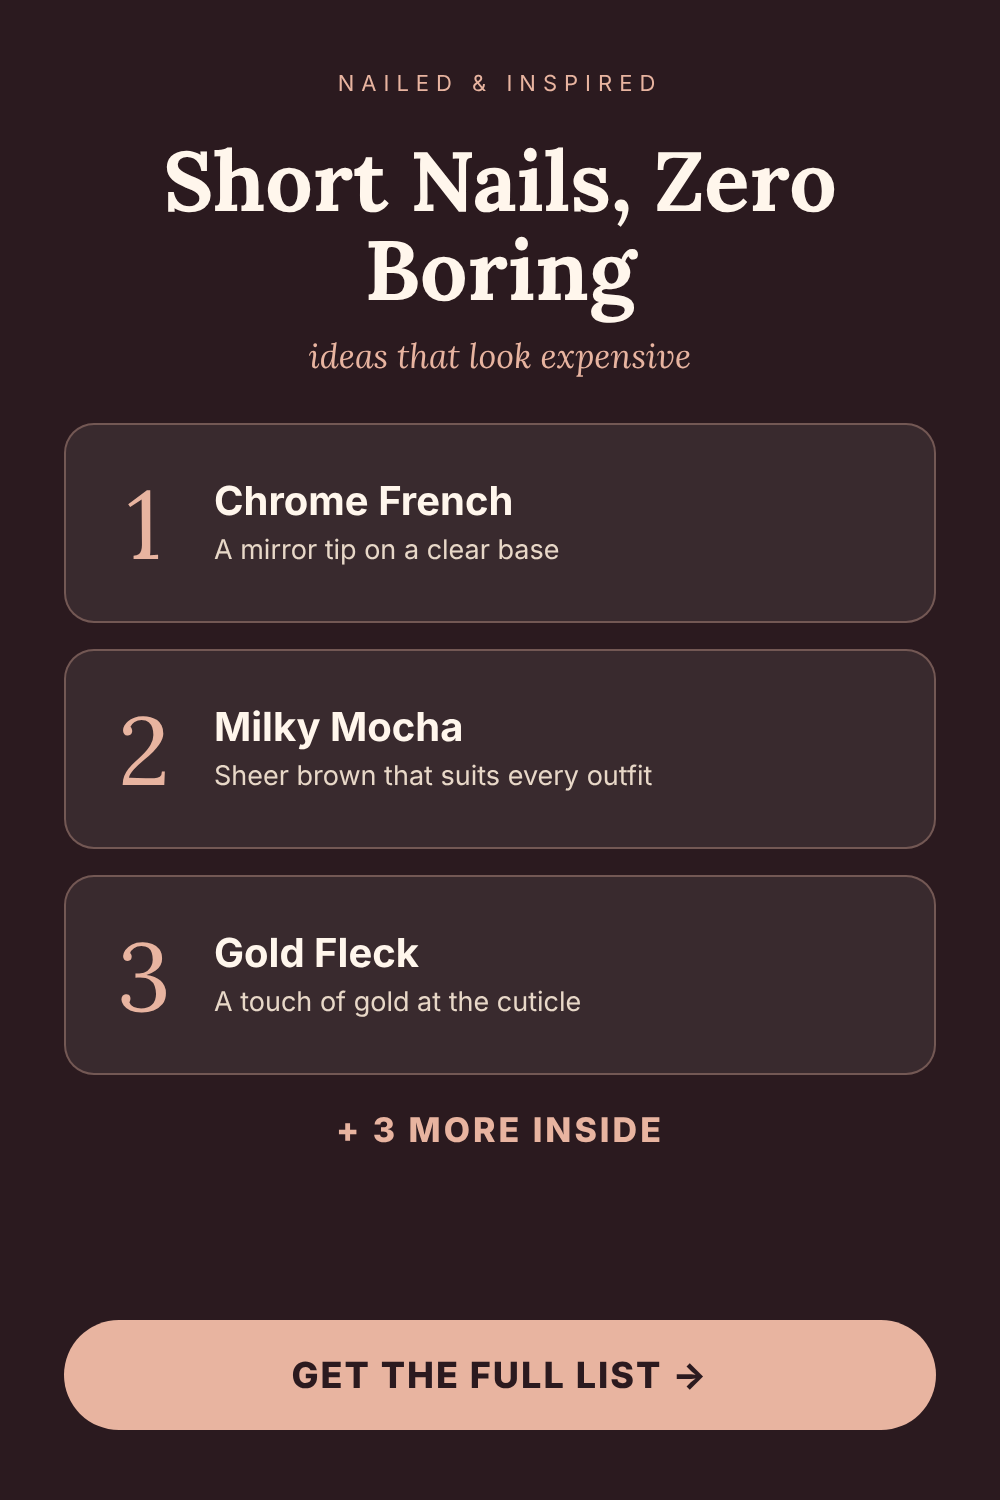 NAILED & INSPIRED
Short Nails, Zero
Boring
ideas that look expensive
1
Chrome French
A mirror tip on a clear base
2
Milky Mocha
Sheer brown that suits every outfit
3
Gold Fleck
A touch of gold at the cuticle
+ 3 MORE INSIDE
GET THE FULL LIST →